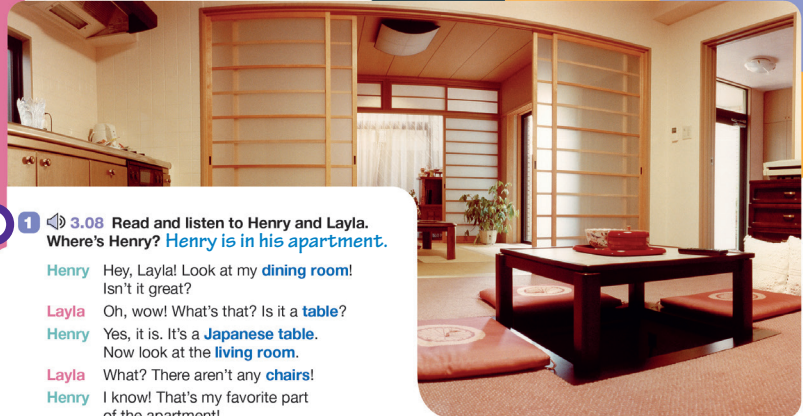 1 3.08 Read and listen to Henry and Layla.
Where's Henry? Henry is in his apartment.
Henry Hey, Layla! Look at my dining room!
Isn't it great?
Layla Oh, wow! What's that? Is it a table?
Henry Yes, it is. It's a Japanese table.
Now look at the living room.
Layla What? There aren't any chairs!
Henry I know! That's my favorite part
of the apartment!